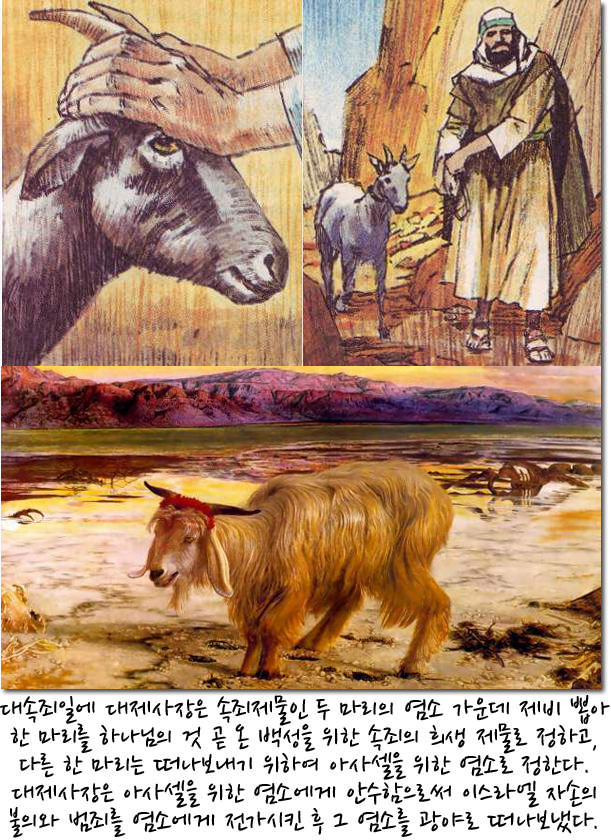 대속죄일에 대제사장은 속죄제물인 두 마리의 염소 가운데 제비 뽑아
한 마리를 하나님의 것 곧 온 백성을 위한 속죄의 희생 제물로 정하고,
다른 한 마리는 떠나보내기 위하여 아사셀을 위한 염소로 정한다.
대제사장은 아사셀을 위한 염소에게 안수함으로써 이스라엘 자손의
불의와 범죄를 염소에게 전가시킨 후 그 염소를 광야로 떠나보냈다.